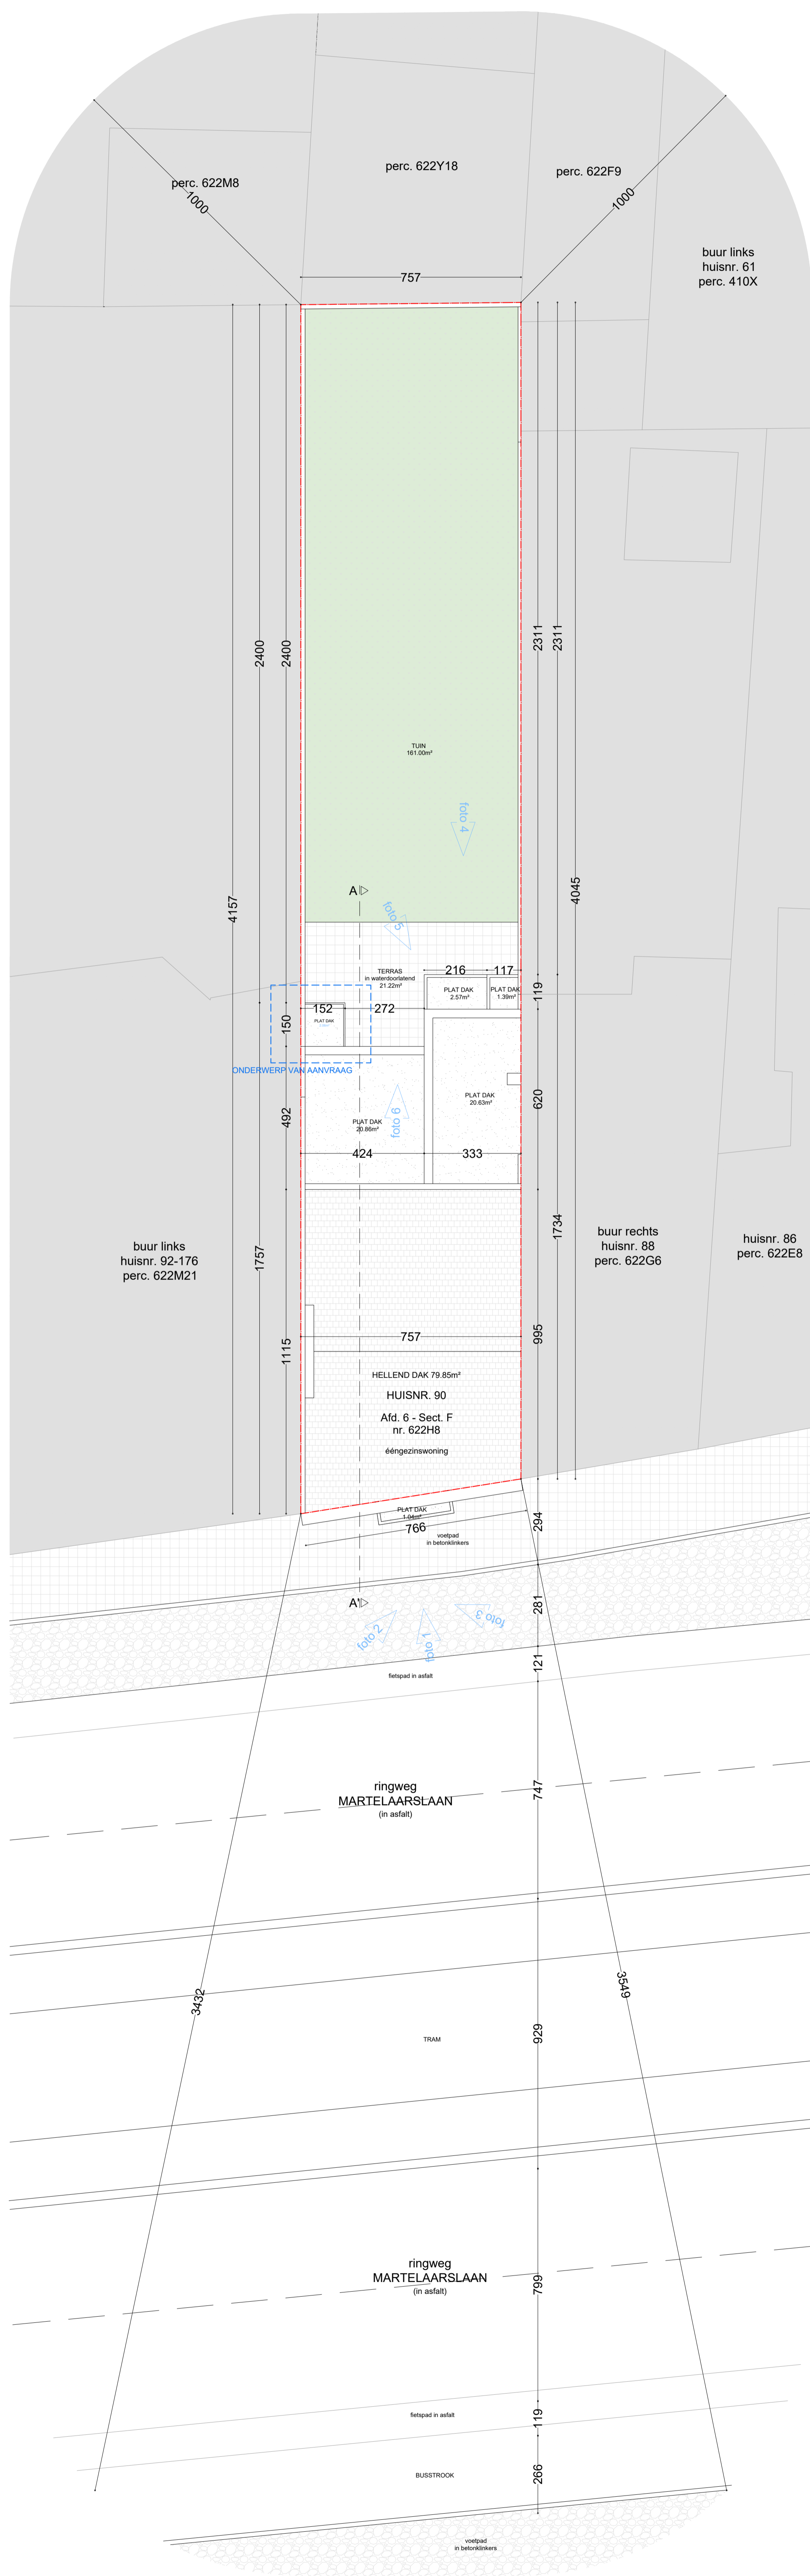 perc. 622M8
perc. 622Y18
perc. 622F9
1000
1000
buur links
huisnr. 61
perc. 410X
757
2400
2400
2311
2311
TUIN
161.00m²
foto 4
4157
4045
A
foto 5
TERRAS
in waterdoorlatend
21.22m²
216
117
PLAT DAK
2.57m²
PLAT DAK
1.39m²
119
152
272
PLAT DAK
150
ONDERWERP VAN AANVRAAG
492
620
PLAT DAK
20.63m²
PLAT DAK
20.86m²
foto 6
424
333
buur links
huisnr. 92-176
perc. 622M21
1757
1734
buur rechts
huisnr. 88
perc. 622G6
huisnr. 86
perc. 622E8
1115
757
995
HELLEND DAK 79.85m²
HUISNR. 90
Afd. 6 - Sect. F
nr. 622H8
ééngezinswoning
PLAT DAK
1.04m²
766
294
voetpad
in betonklinkers
A'
281
foto 2
foto 1
foto 3
121
fietspad in asfalt
ringweg
MARTELAARSLAAN
(in asfalt)
747
3432
3549
TRAM
929
ringweg
MARTELAARSLAAN
(in asfalt)
799
fietspad in asfalt
119
BUSSTROOK
266
voetpad
in betonklinkers